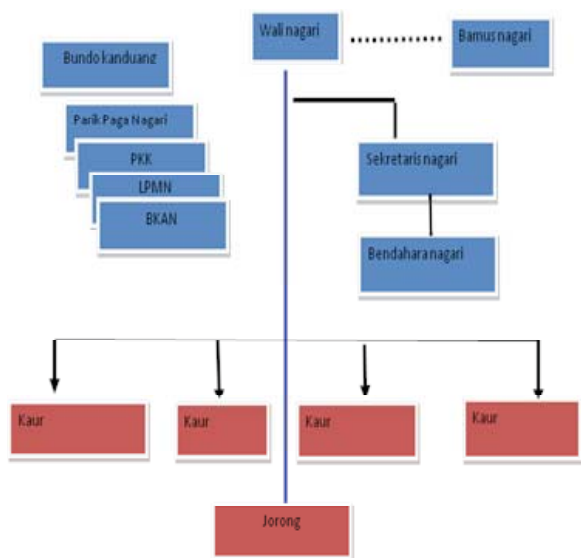 Wali nagari
Bamus nagari
Bundo kanduang
Parik Paga Nagari
PKK
LPMN
BKAN
Sekretaris nagari
Bendahara nagari
Kaur
Kaur
Kaur
Kaur
Jorong